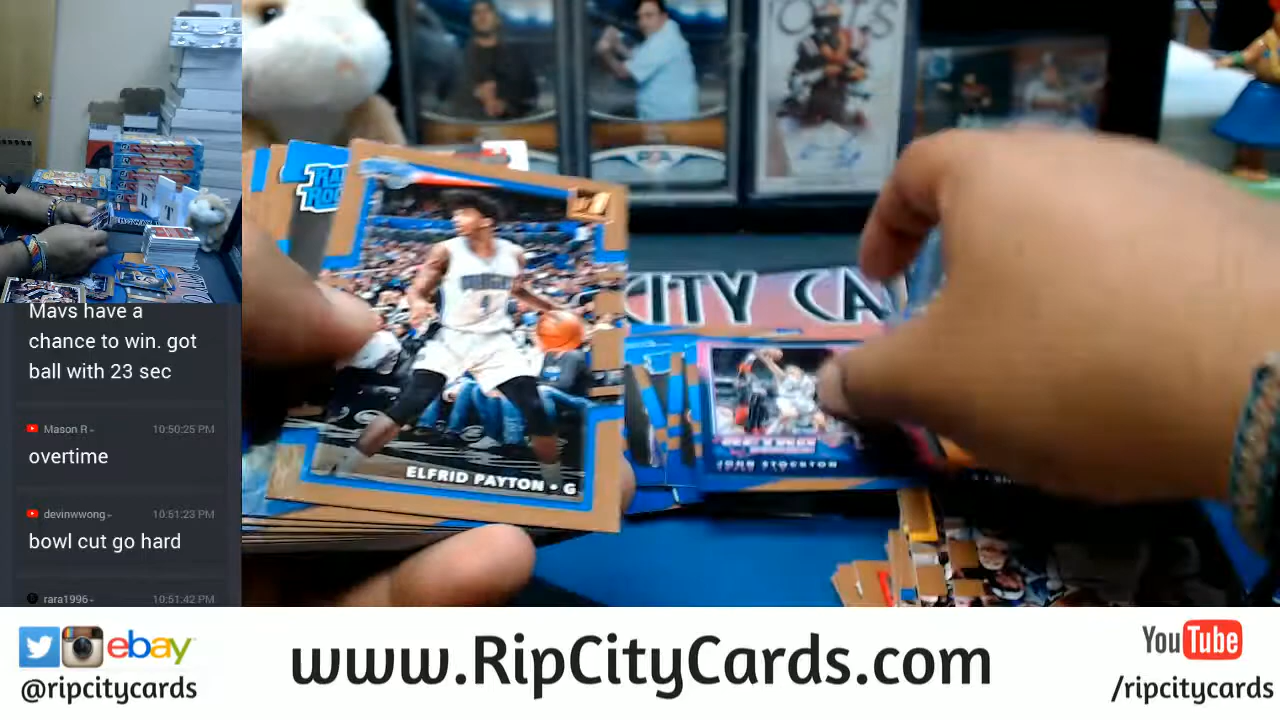 Mavs have a
chance to win. got
ball with 23 sec
Mason R
10:50:25 PM
overtime
devinwwong
10:51:23 PM
bowl cut go hard
rara1996
10:51:42 PM
ELFRID PAYTON • G
CITY CA
JOHN STOCKTON
R T
ebay
@ripcitycards
www.RipCityCards.com
YouTube
/ripcitycards